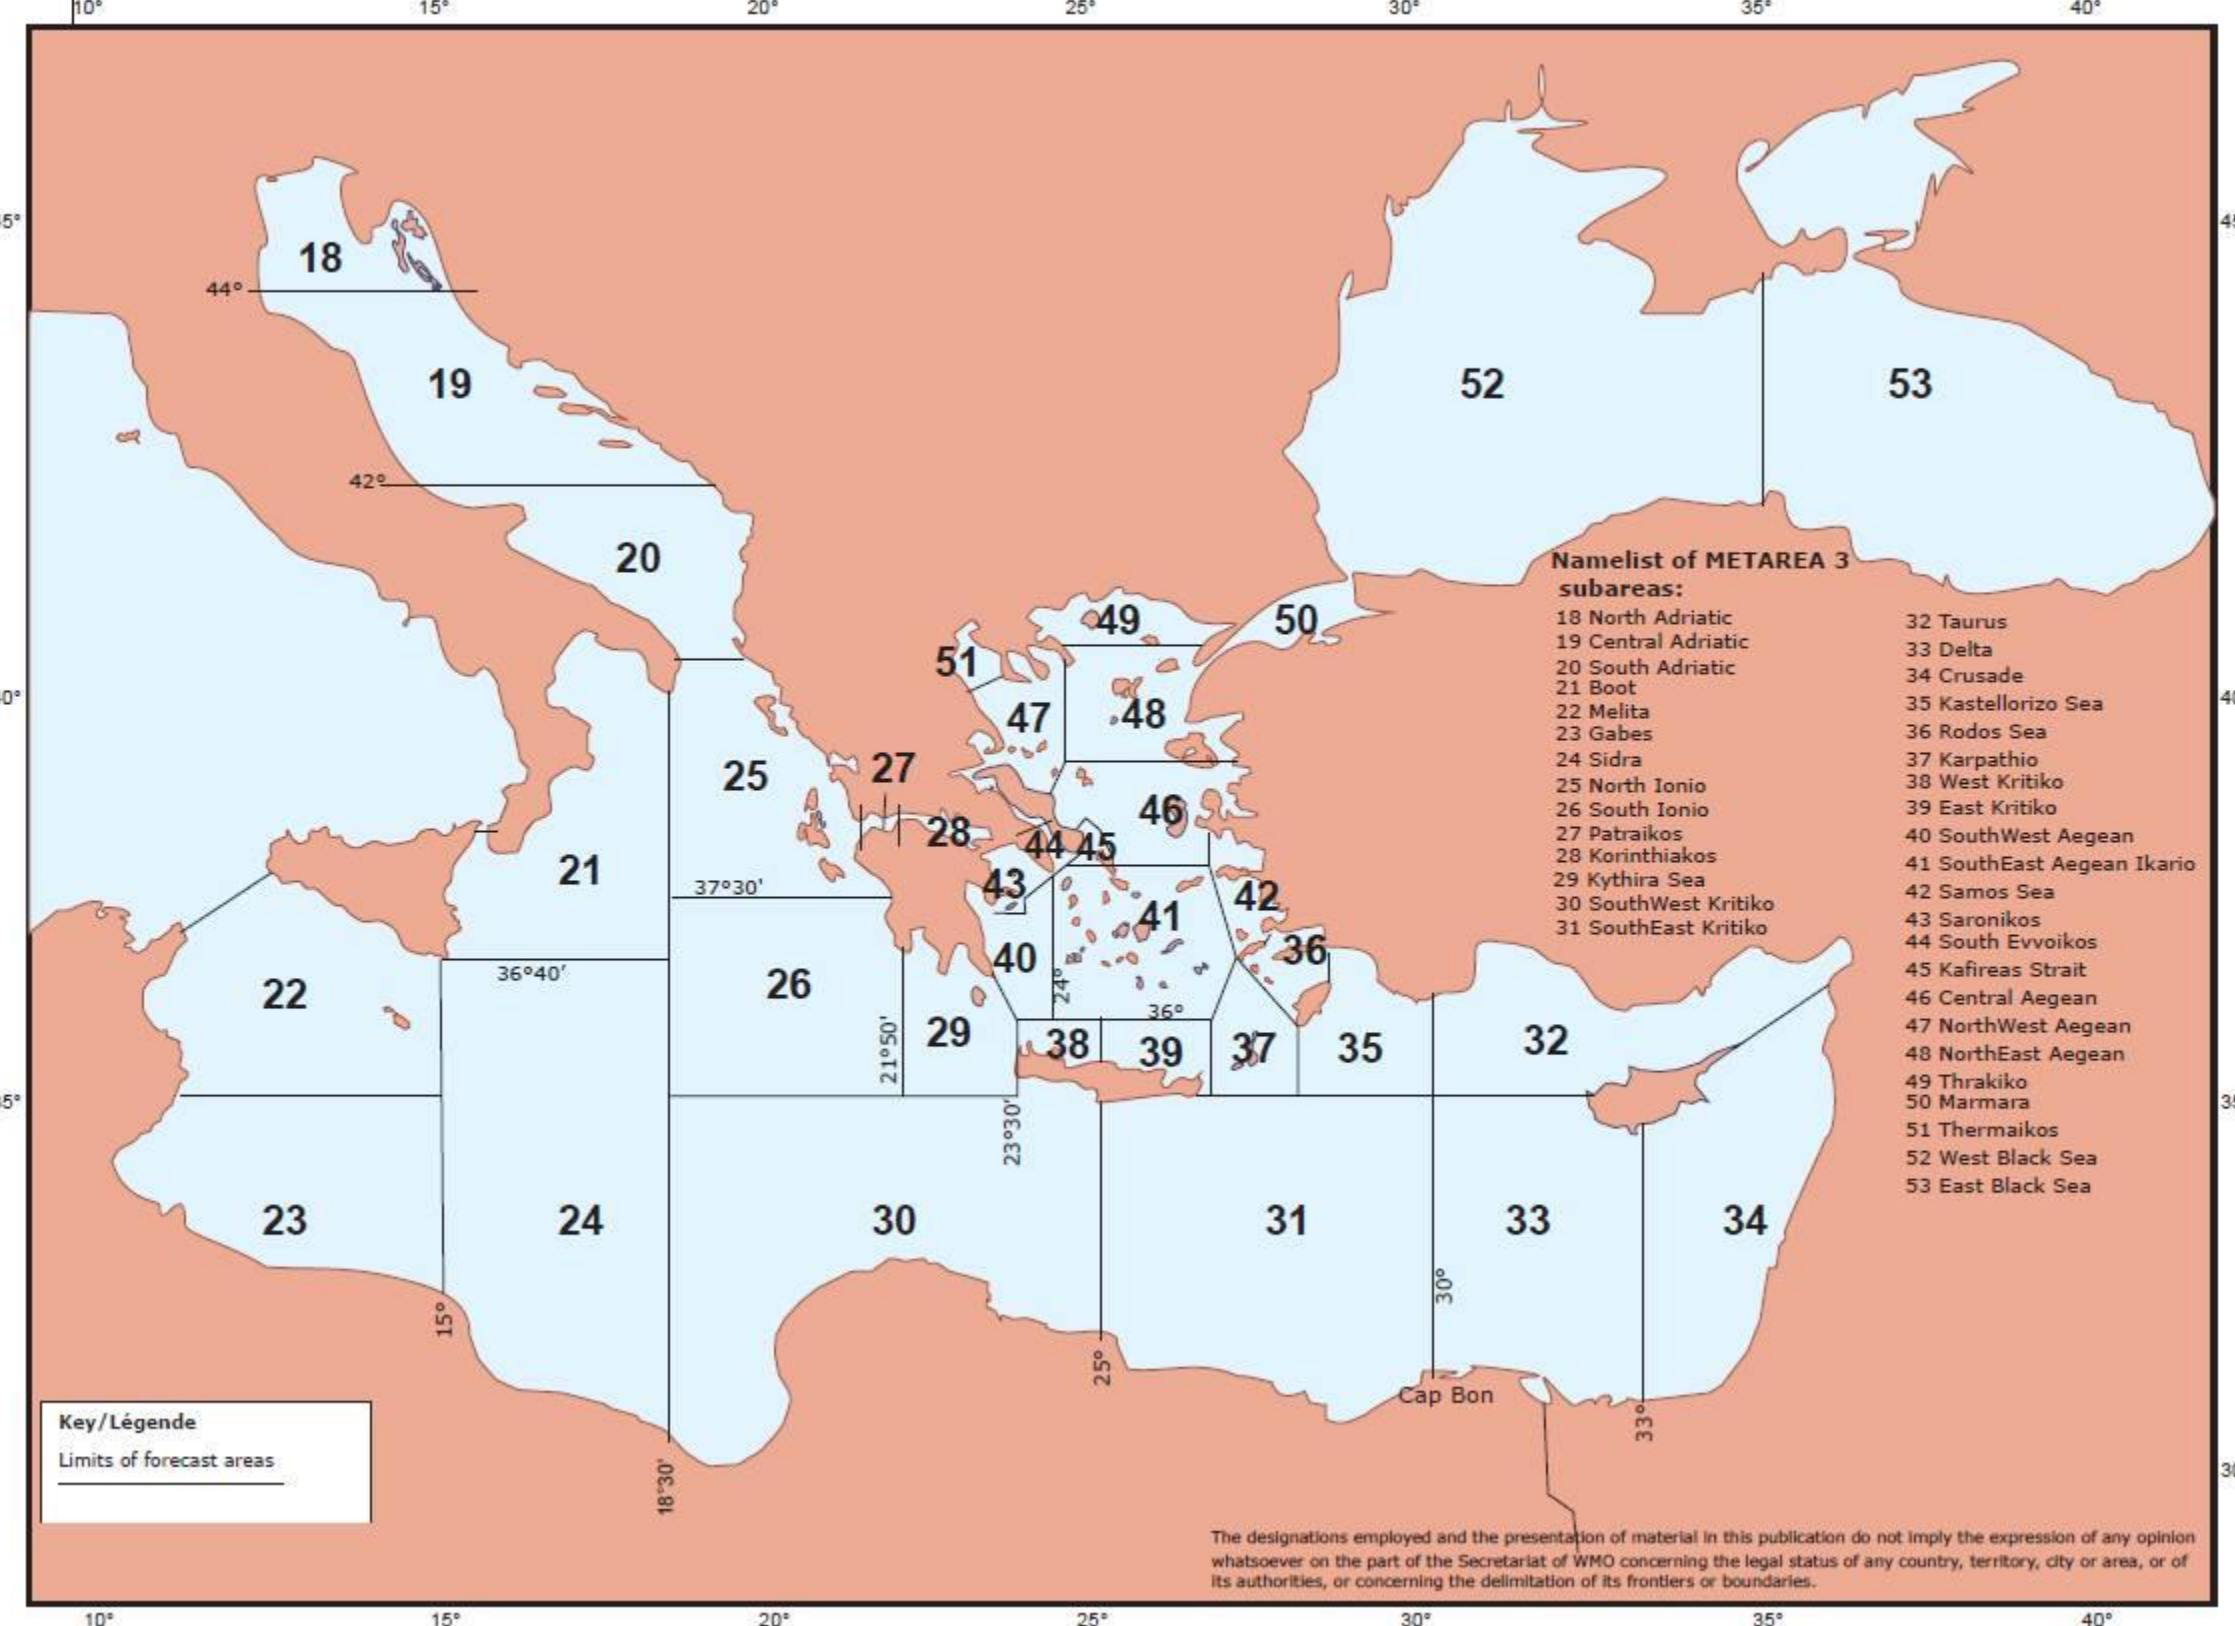 10° 15° 20° 25° 30° 35° 40°
18
44°
19
52
53
42°
20
Namelist of METAREA 3
subareas:
18 North Adriatic
19 Central Adriatic
20 South Adriatic
21 Boot
22 Melita
23 Gabes
24 Sidra
25 North Ionio
26 South Ionio
27 Patraikos
28 Korinthiakos
29 Kythira Sea
30 SouthWest Kritiko
31 SouthEast Kritiko
32 Taurus
33 Delta
34 Crusade
35 Kastellorizo Sea
36 Rodos Sea
37 Karpathio
38 West Kritiko
39 East Kritiko
40 SouthWest Aegean
41 SouthEast Aegean Ikario
42 Samos Sea
43 Saronikos
44 South Evvoikos
45 Kafireas Strait
46 Central Aegean
47 NorthWest Aegean
48 NorthEast Aegean
49 Thrakiko
50 Marmara
51 Thermaikos
52 West Black Sea
53 East Black Sea
49
50
51
47
48
25
27
46
28
44
45
21
37°30'
43
42
41
40
36
36°40'
22
26
24°
36°
29
38
39
37
35
32
21°50'
23°30'
23
24
30
31
33
34
15°
25°
30°
Cap Bon
33°
18°30'
Key/Légende
Limits of forecast areas
The designations employed and the presentation of material in this publication do not imply the expression of any opinion
whatsoever on the part of the Secretariat of WMO concerning the legal status of any country, territory, city or area, or of
its authorities, or concerning the delimitation of its frontiers or boundaries.
10° 15° 20° 25° 30° 35° 40°